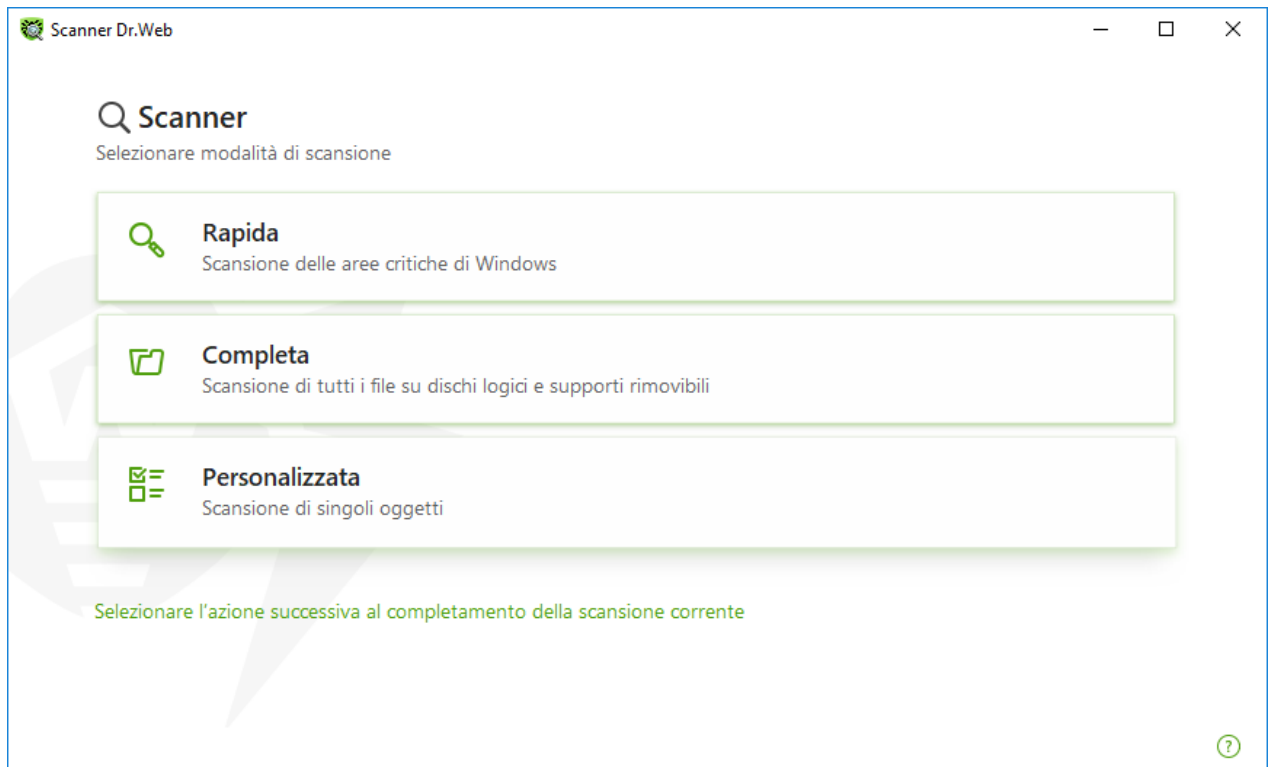 Scanner Dr.Web
Scanner
Selezionare modalità di scansione
Rapida
Scansione delle aree critiche di Windows
Completa
Scansione di tutti i file su dischi logici e supporti rimovibili
Personalizzata
Scansione di singoli oggetti
Selezionare l'azione successiva al completamento della scansione corrente
?